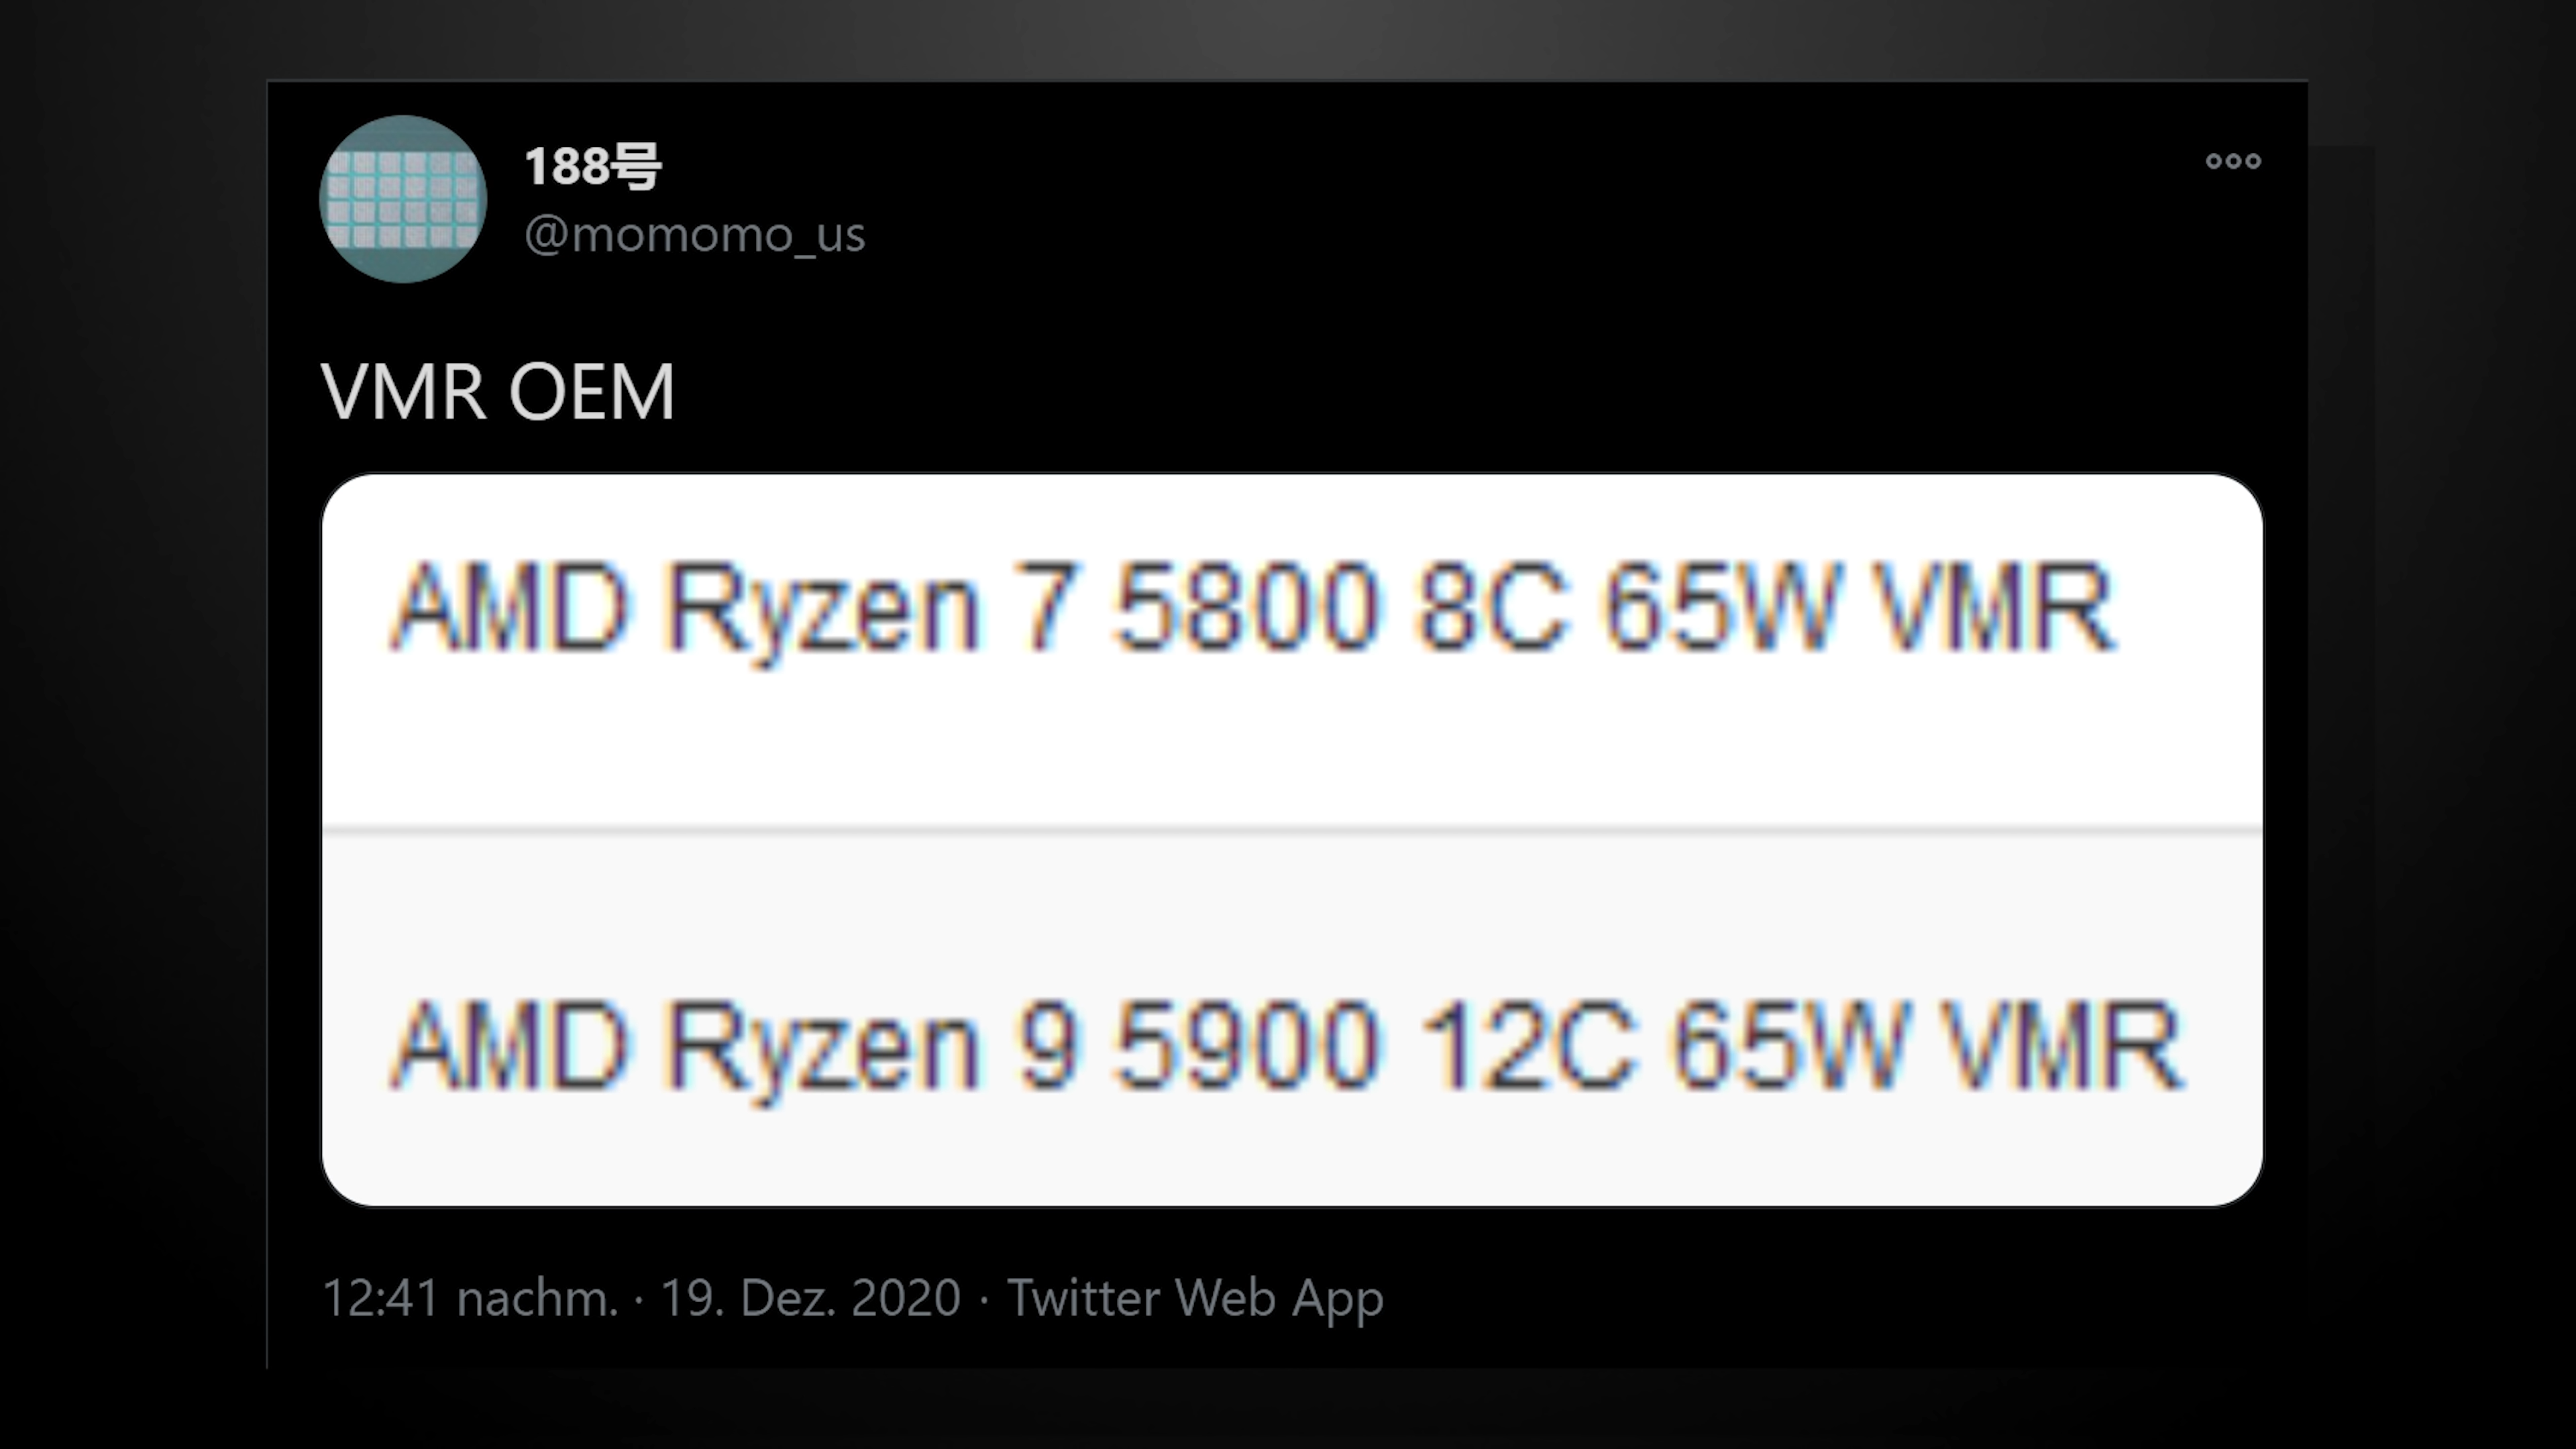 188号
@momomo_us
VMR OEM
AMD Ryzen 7 5800 8C 65W VMR
AMD Ryzen 9 5900 12C 65W VMR
12:41 nachm. · 19. Dez. 2020 · Twitter Web App